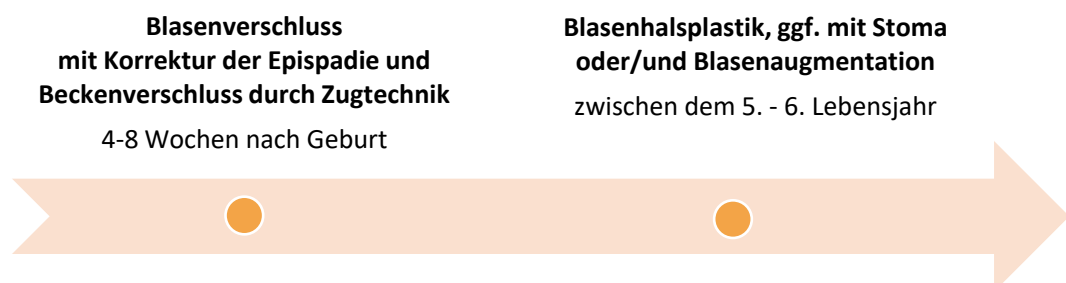 Blasenverschluss
mit Korrektur der Epispadie und
Beckenverschluss durch Zugtechnik
4-8 Wochen nach Geburt
Blasenhalsplastik, ggf. mit Stoma
oder/und Blasenaugmentation
zwischen dem 5. - 6. Lebensjahr